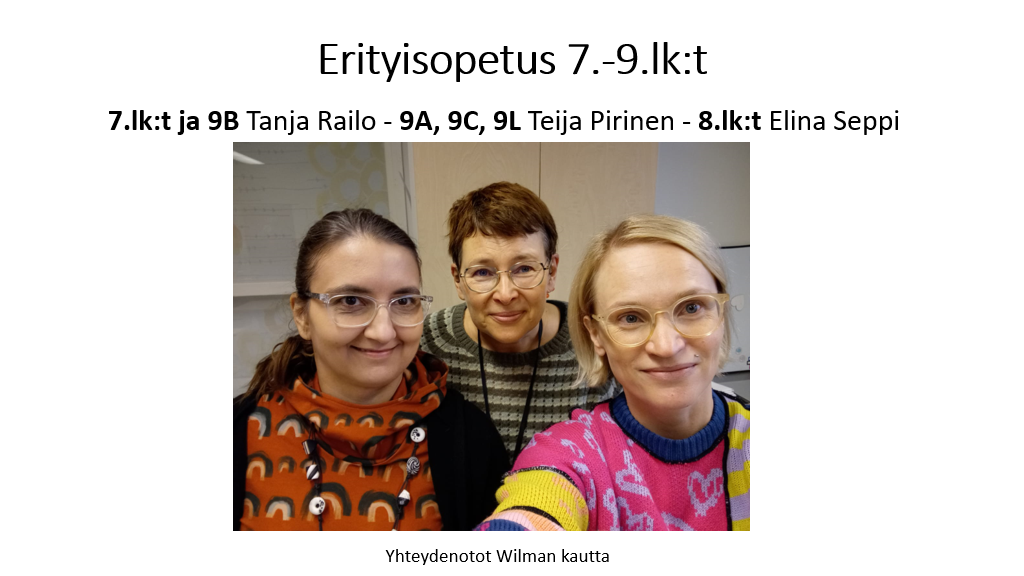 Erityisopetus 7.-9.lk:t
7.lk:t ja 9B Tanja Railo - 9A, 9C, 9L Teija Pirinen - 8.lk:t Elina Seppi
Yhteydenotot Wilman kautta